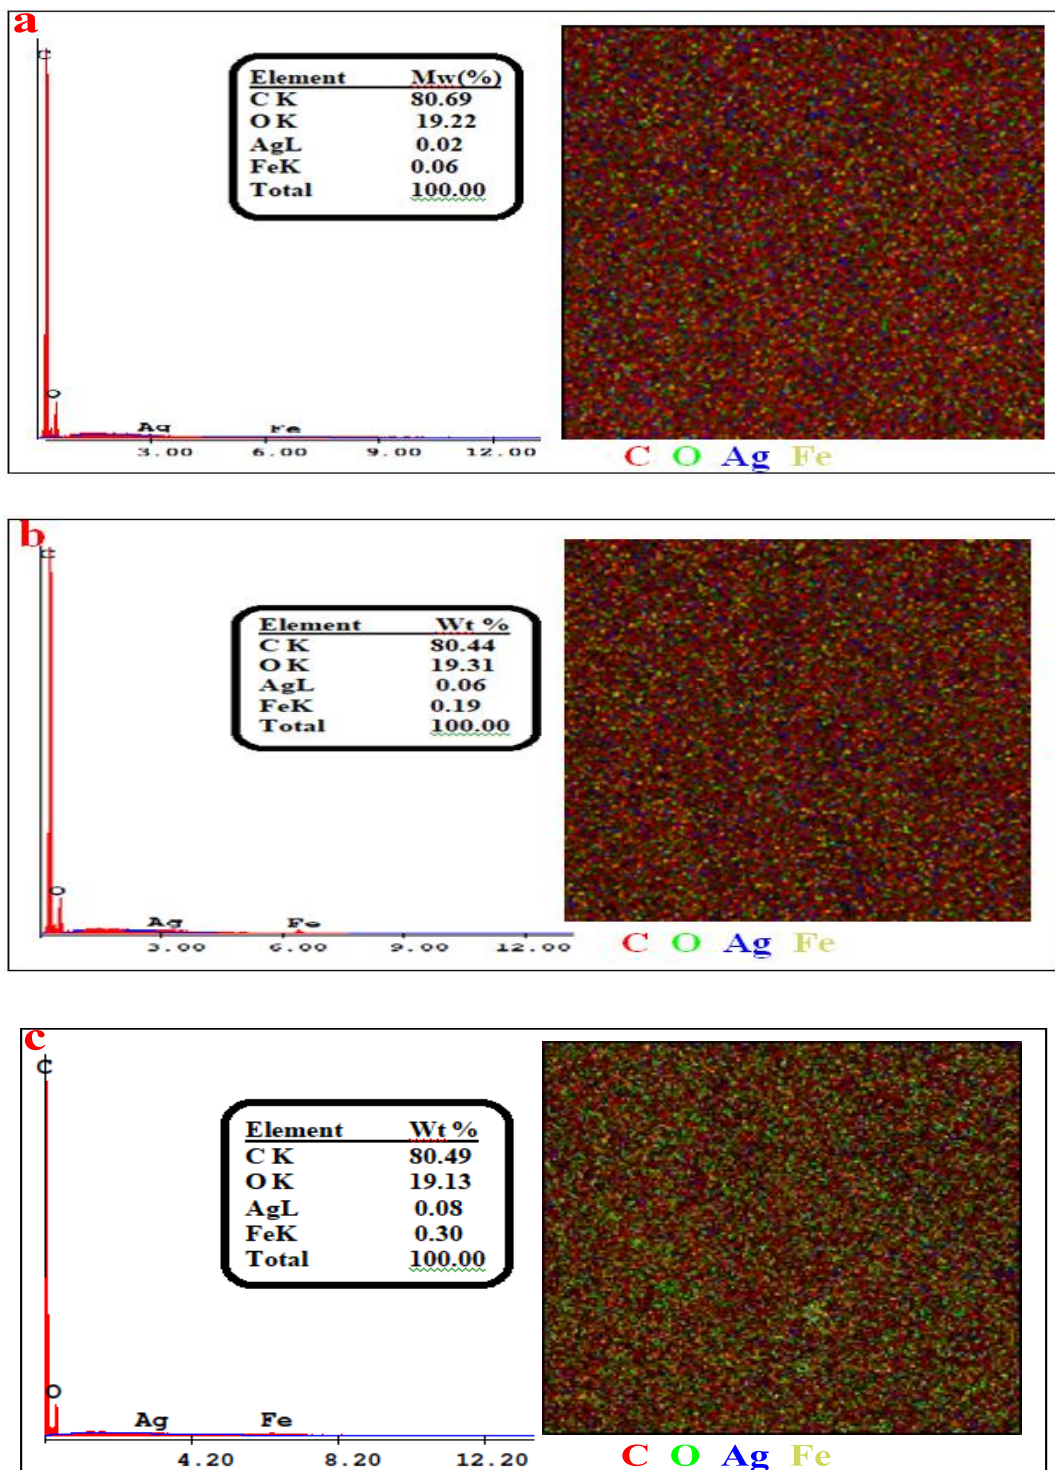 a
C
Element Mw(%)
C K 80.69
O K 19.22
AgL 0.02
FeK 0.06
Total 100.00
O
Ag Fe
3.00 6.00 9.00 12.00
C O Ag Fe
b
C
Element Wt %
C K 80.44
O K 19.31
AgL 0.06
FeK 0.19
Total 100.00
O
Ag Fe
3.00 6.00 9.00 12.00
C O Ag Fe
c
C
Element Wt %
C K 80.49
O K 19.13
AgL 0.08
FeK 0.30
Total 100.00
O
Ag Fe
4.20 8.20 12.20
C O Ag Fe